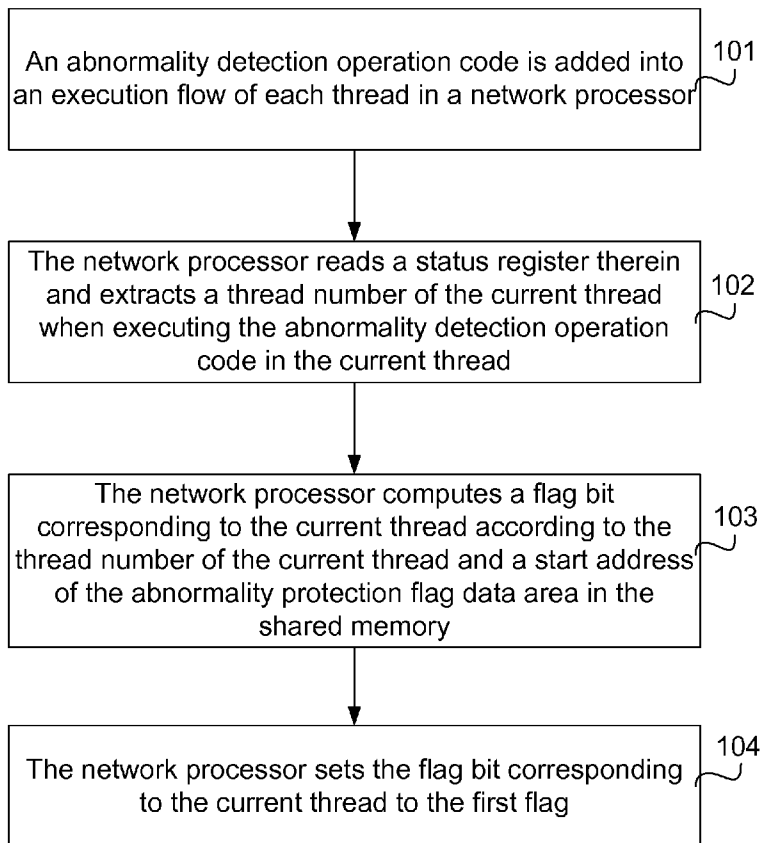 An abnormality detection operation code is added into
an execution flow of each thread in a network processor
101
The network processor reads a status register therein
and extracts a thread number of the current thread
when executing the abnormality detection operation
code in the current thread
102
The network processor computes a flag bit
corresponding to the current thread according to the
thread number of the current thread and a start address
of the abnormality protection flag data area in the
shared memory
103
The network processor sets the flag bit corresponding
to the current thread to the first flag
104